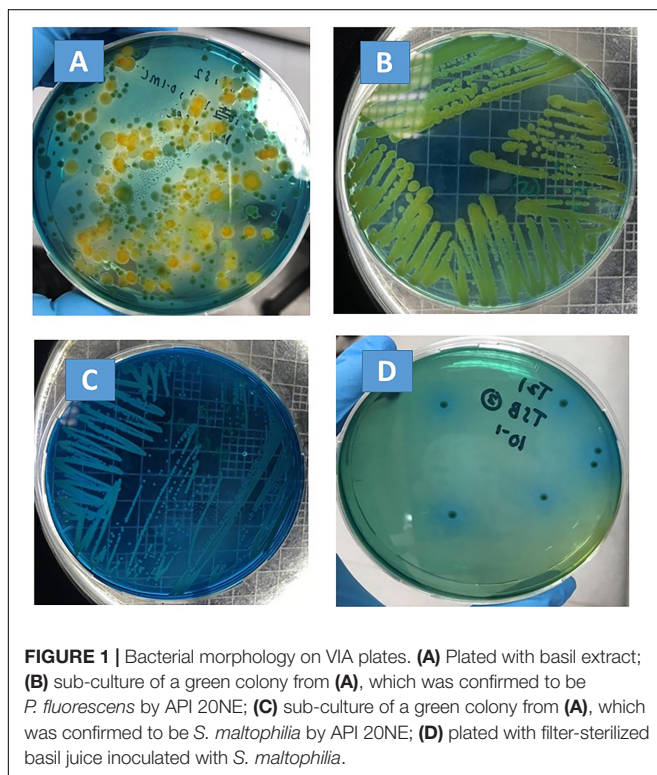 A
B
C
D
TSB
10-1
FIGURE 1 | Bacterial morphology on VIA plates. (A) Plated with basil extract;
(B) sub-culture of a green colony from (A), which was confirmed to be
P. fluorescens by API 20NE; (C) sub-culture of a green colony from (A), which
was confirmed to be S. maltophilia by API 20NE; (D) plated with filter-sterilized
basil juice inoculated with S. maltophilia.